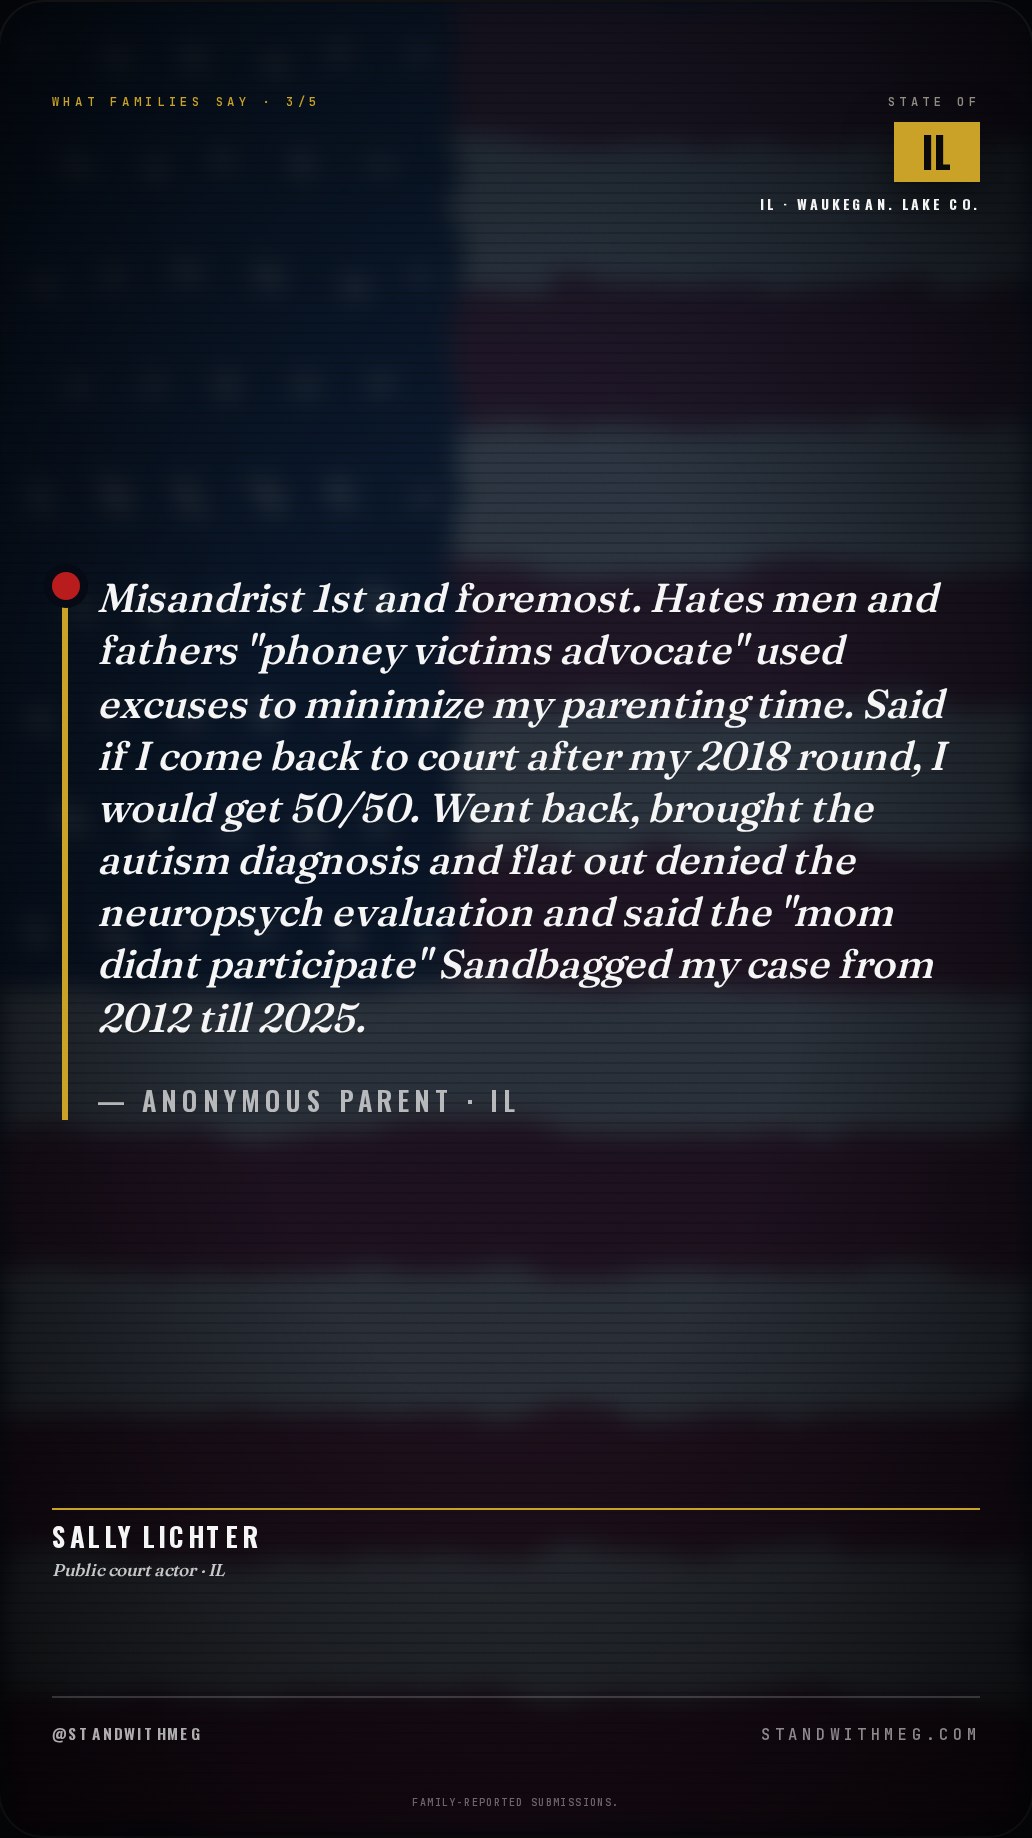 WHAT FAMILIES SAY · 3/5
STATE OF
IL
IL · WAUKEGAN. LAKE CO.
Misandrist 1st and foremost. Hates men and
fathers "phoney victims advocate" used
excuses to minimize my parenting time. Said
if I come back to court after my 2018 round, I
would get 50/50. Went back, brought the
autism diagnosis and flat out denied the
neuropsych evaluation and said the "mom
didnt participate" Sandbagged my case from
2012 till 2025.
— ANONYMOUS PARENT · IL
SALLY LICHTER
Public court actor · IL
@STANDWITHMEG
STANDWITHMEG.COM
FAMILY-REPORTED SUBMISSIONS.